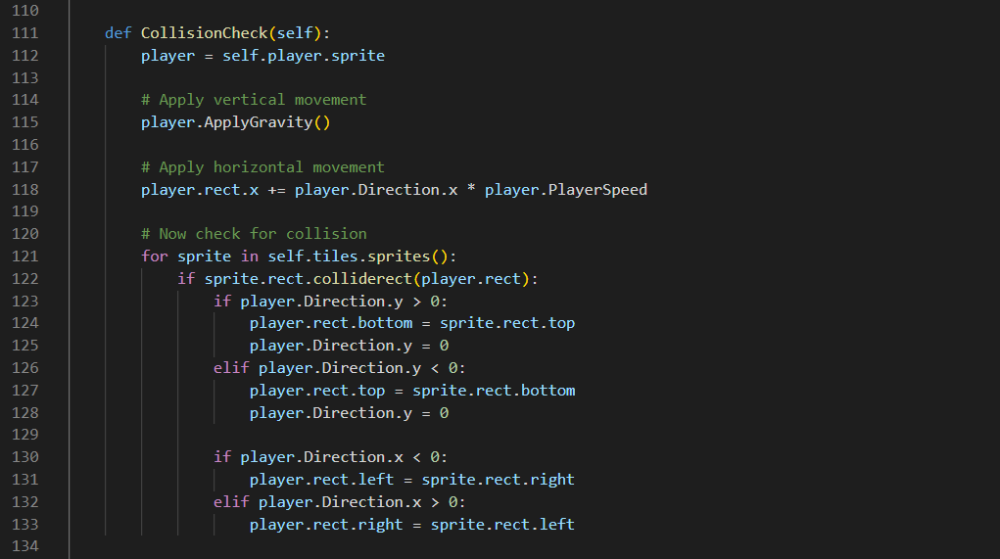 110
111 def CollisionCheck(self):
112 player = self.player.sprite
113
114 # Apply vertical movement
115 player.ApplyGravity()
116
117 # Apply horizontal movement
118 player.rect.x += player.Direction.x * player.PlayerSpeed
119
120 # Now check for collision
121 for sprite in self.tiles.sprites():
122 if sprite.rect.colliderect(player.rect):
123 if player.Direction.y > 0:
124 player.rect.bottom = sprite.rect.top
125 player.Direction.y = 0
126 elif player.Direction.y < 0:
127 player.rect.top = sprite.rect.bottom
128 player.Direction.y = 0
129
130 if player.Direction.x < 0:
131 player.rect.left = sprite.rect.right
132 elif player.Direction.x > 0:
133 player.rect.right = sprite.rect.left
134